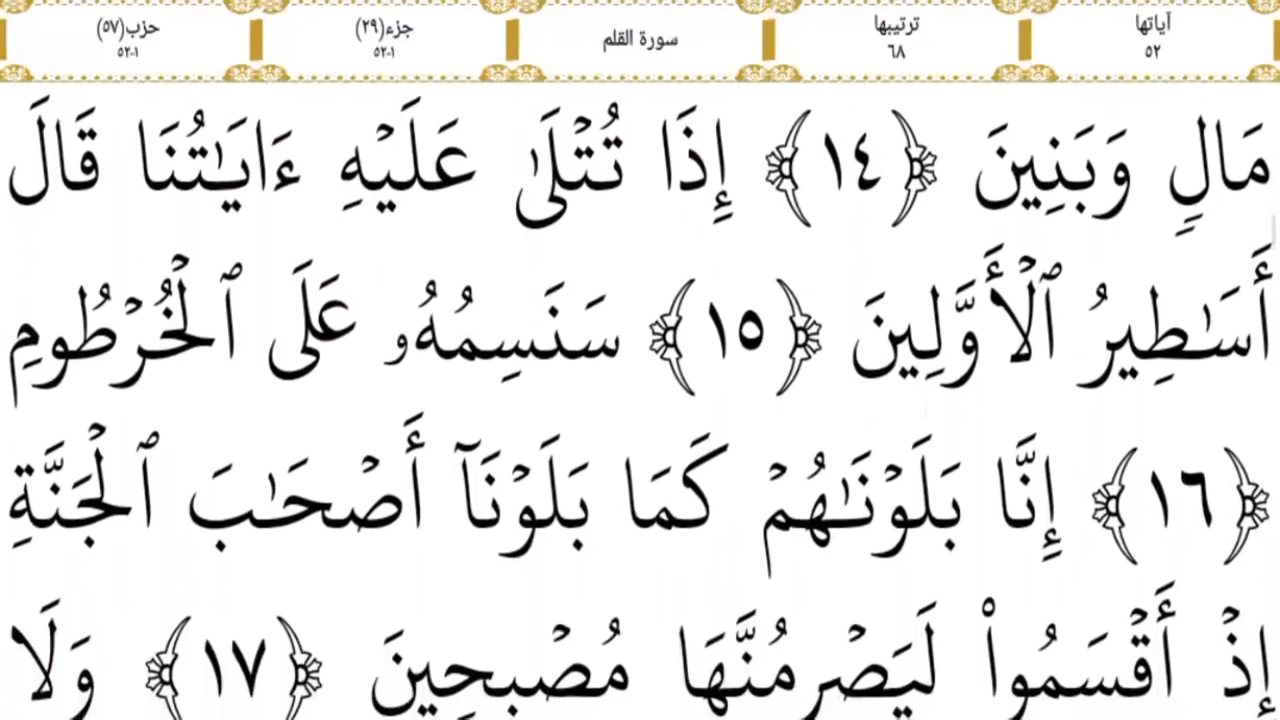 آياتها ترتيبها سورة القلم جزء(٢٩) حزب(٥٧)
٥٢ ٦٨ ١-٥٢ ١-٥٢
مَالٍ وَبَنِينَ ﴿١٤﴾ إِذَا تُتْلَىٰ عَلَيْهِ ءَايَـٰتُنَا قَالَ
أَسَـٰطِيرُ ٱلْأَوَّلِينَ ﴿١٥﴾ سَنَسِمُهُۥ عَلَى ٱلْخُرْطُومِ
﴿١٦﴾ إِنَّا بَلَوْنَـٰهُمْ كَمَا بَلَوْنَآ أَصْحَـٰبَ ٱلْجَنَّةِ
إِذْ أَقْسَمُوا۟ لَيَصْرِمُنَّهَا مُصْبِحِينَ ﴿١٧﴾ وَلَا